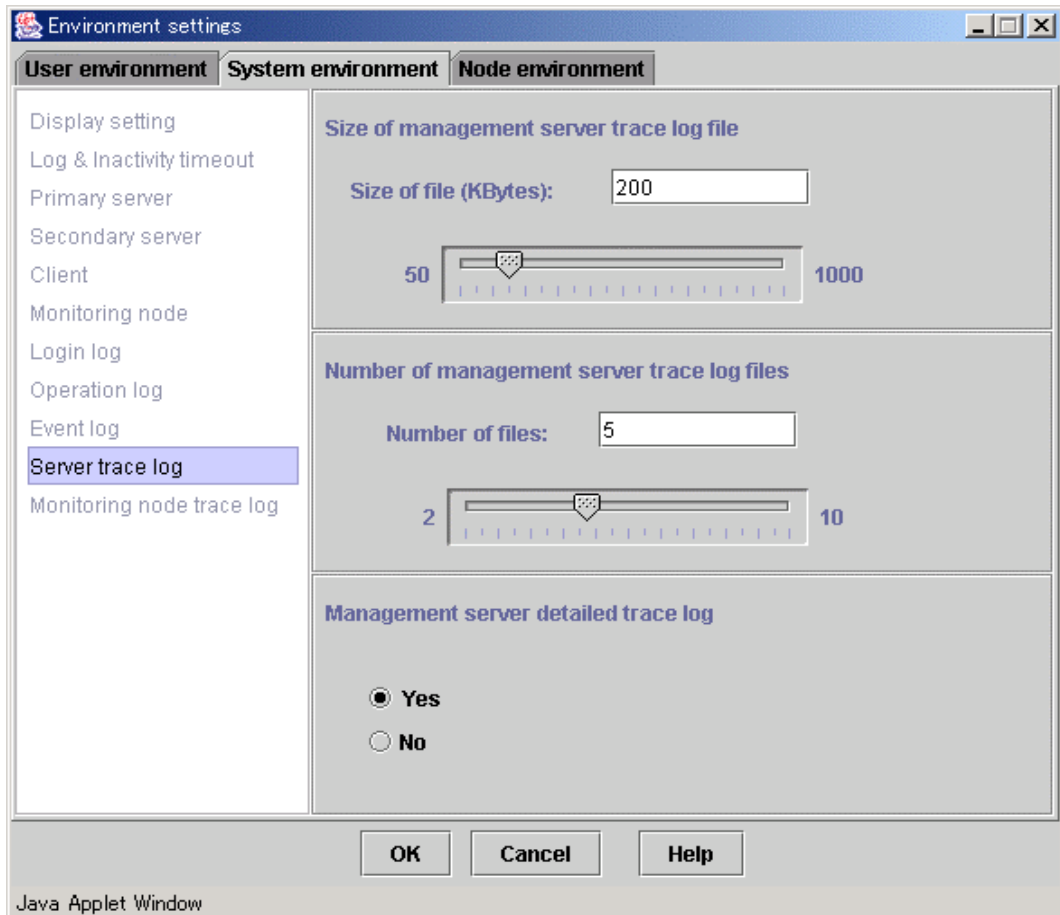 Environment settings
User environment System environment Node environment
Display setting
Log & Inactivity timeout
Primary server
Secondary server
Client
Monitoring node
Login log
Operation log
Event log
Server trace log
Monitoring node trace log
Size of management server trace log file
Size of file (KBytes): 200
50 1000
Number of management server trace log files
Number of files: 5
2 10
Management server detailed trace log
Yes
No
OK Cancel Help
Java Applet Window